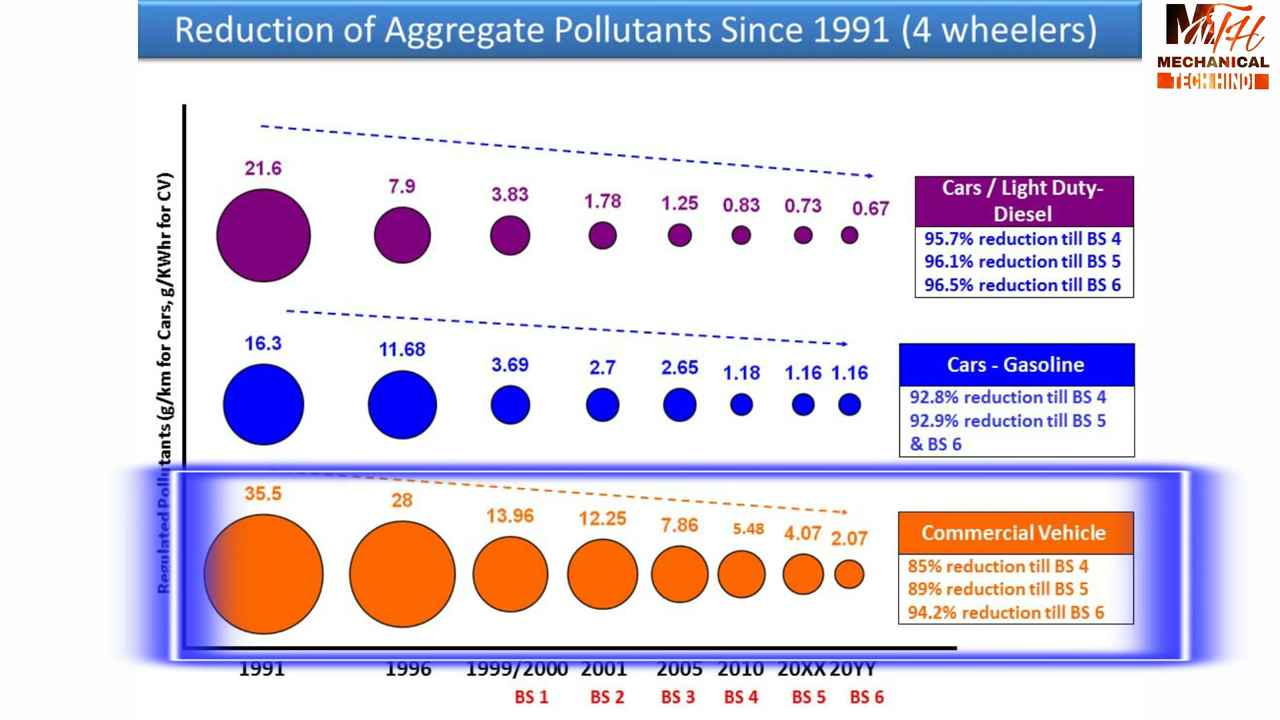 Reduction of Aggregate Pollutants Since 1991 (4 wheelers)
MTH
MECHANICAL
TECH HINDI
Regulated Pollutants (g/km for Cars, g/KWhr for CV)
21.6 7.9 3.83 1.78 1.25 0.83 0.73 0.67
Cars / Light Duty-
Diesel
95.7% reduction till BS 4
96.1% reduction till BS 5
96.5% reduction till BS 6
16.3 11.68 3.69 2.7 2.65 1.18 1.16 1.16
Cars - Gasoline
92.8% reduction till BS 4
92.9% reduction till BS 5
& BS 6
35.5 28 13.96 12.25 7.86 5.48 4.07 2.07
Commercial Vehicle
85% reduction till BS 4
89% reduction till BS 5
94.2% reduction till BS 6
1991 1996 1999/2000 2001 2005 2010 20XX 20YY
BS 1 BS 2 BS 3 BS 4 BS 5 BS 6